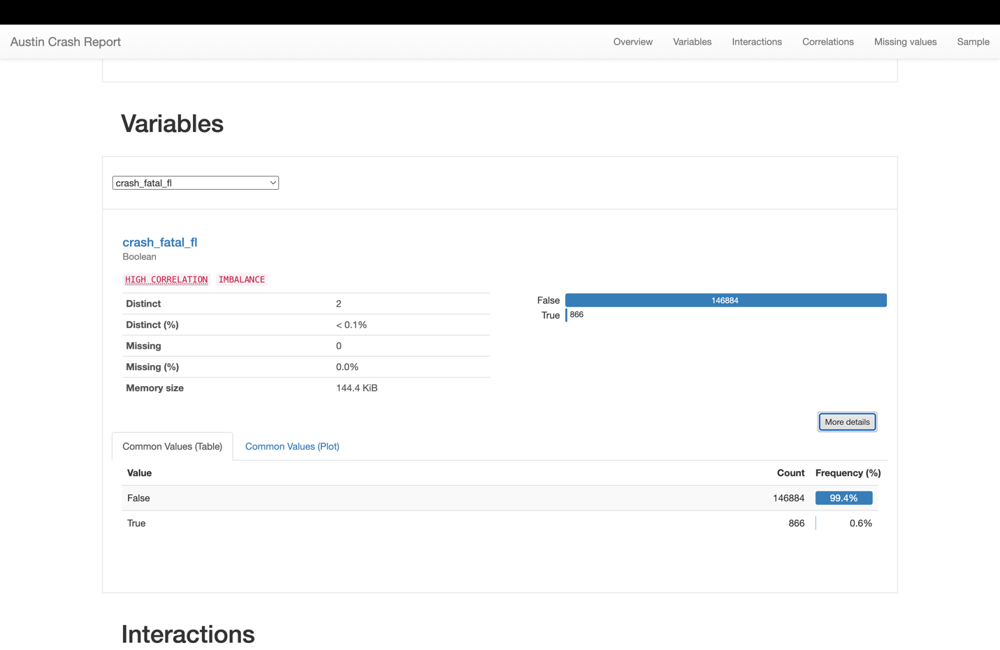 Austin Crash Report
Overview Variables Interactions Correlations Missing values Sample
Variables
crash_fatal_fl
crash_fatal_fl
Boolean
HIGH CORRELATION IMBALANCE
Distinct 2
Distinct (%) < 0.1%
Missing 0
Missing (%) 0.0%
Memory size 144.4 KiB
False 146884
True 866
More details
Common Values (Table) Common Values (Plot)
Value Count Frequency (%)
False 146884 99.4%
True 866 0.6%
Interactions